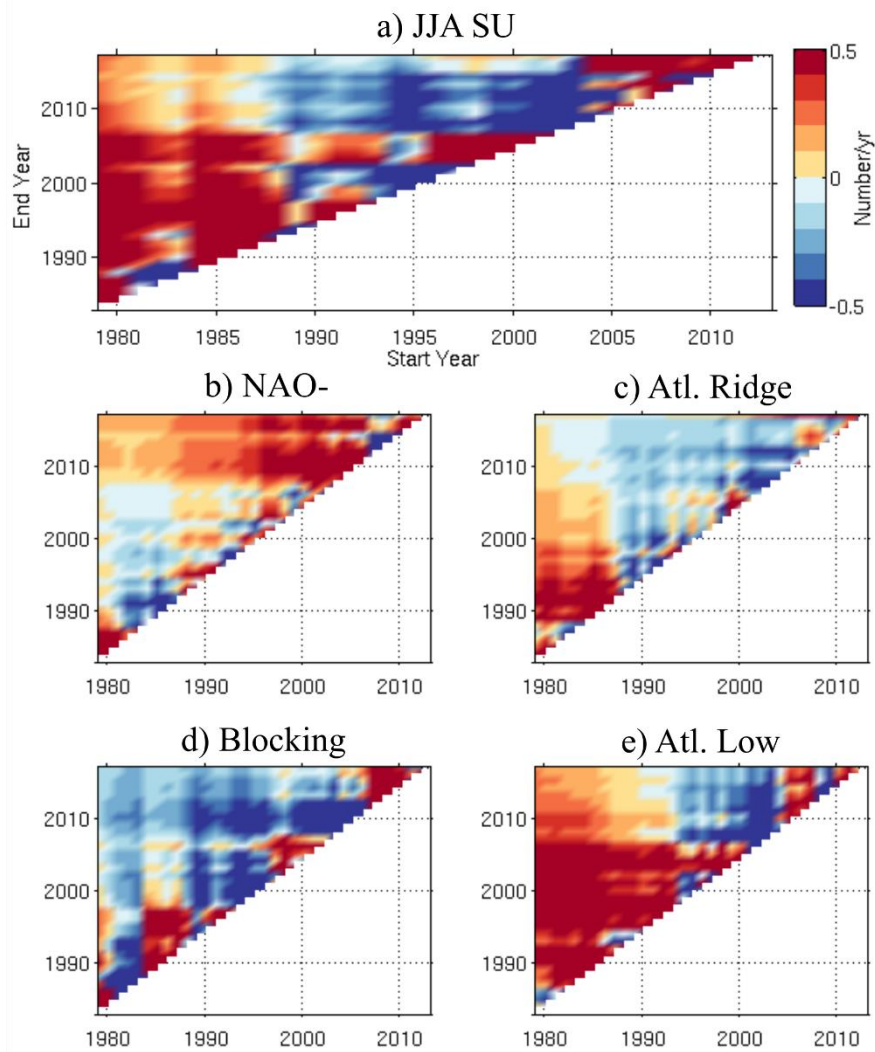 a) JJA SU
0.5
2010
0
2000
1990
-0.5
End Year
Number/yr
1980 1985 1990 1995 2000 2005 2010
Start Year
b) NAO-
c) Atl. Ridge
2010
2010
2000
2000
1990
1990
1980 1990 2000 2010
1980 1990 2000 2010
d) Blocking
e) Atl. Low
2010
2010
2000
2000
1990
1990
1980 1990 2000 2010
1980 1990 2000 2010